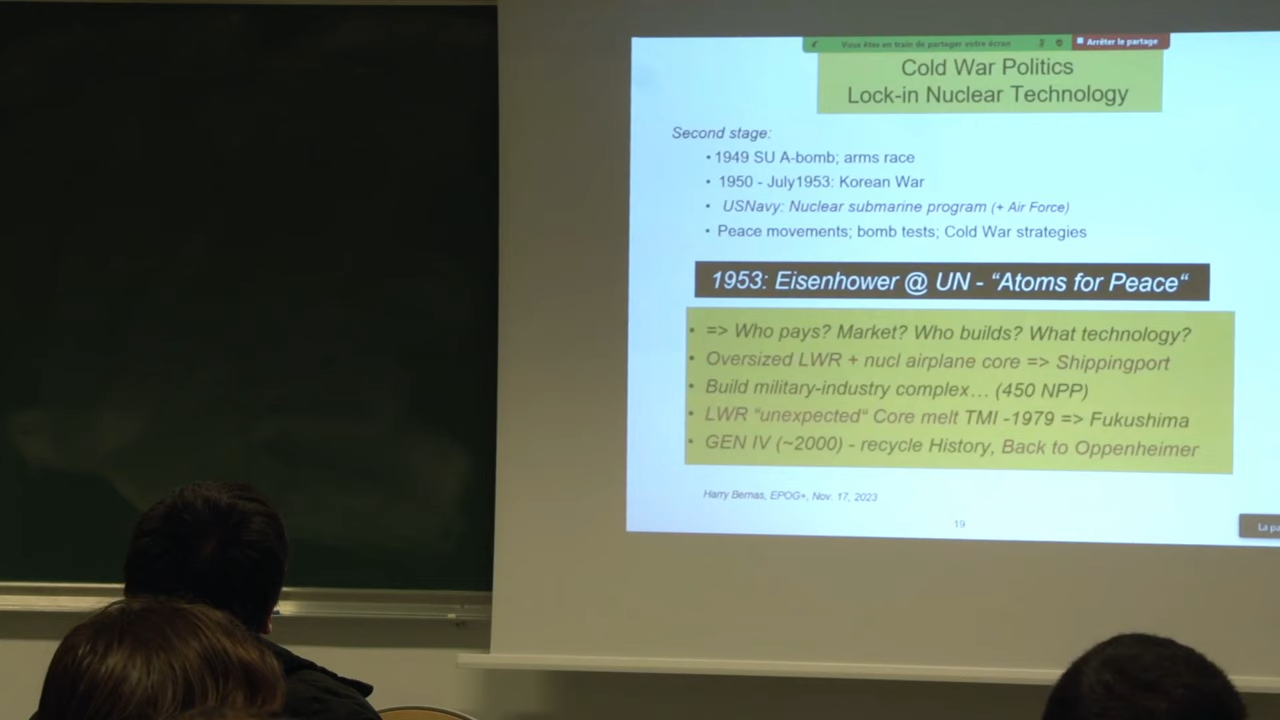 Vous êtes en train de partager votre écran
Arrêter le partage
Cold War Politics
Lock-in Nuclear Technology
Second stage:
• 1949 SU A-bomb; arms race
• 1950 - July1953: Korean War
• USNavy: Nuclear submarine program (+ Air Force)
• Peace movements; bomb tests; Cold War strategies
1953: Eisenhower @ UN - “Atoms for Peace“
• => Who pays? Market? Who builds? What technology?
• Oversized LWR + nucl airplane core => Shippingport
• Build military-industry complex… (450 NPP)
• LWR “unexpected“ Core melt TMI -1979 => Fukushima
• GEN IV (~2000) - recycle History, Back to Oppenheimer
Harry Bernas, EPOG+, Nov. 17, 2023
19
La